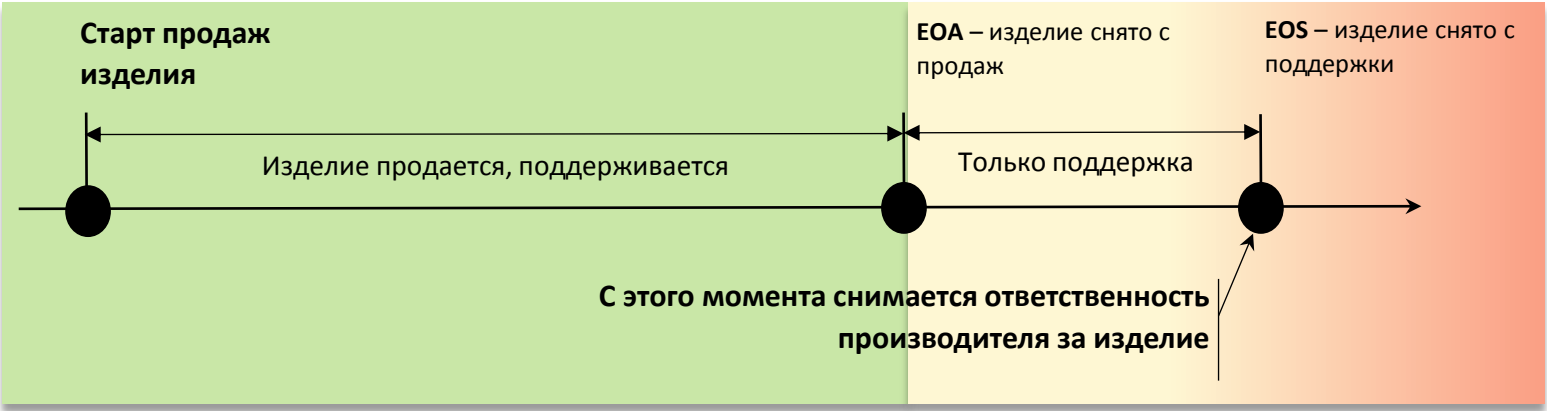 Старт продаж
изделия
EOA – изделие снято с
продаж
EOS – изделие снято с
поддержки
Изделие продается, поддерживается
Только поддержка
С этого момента снимается ответственность
производителя за изделие